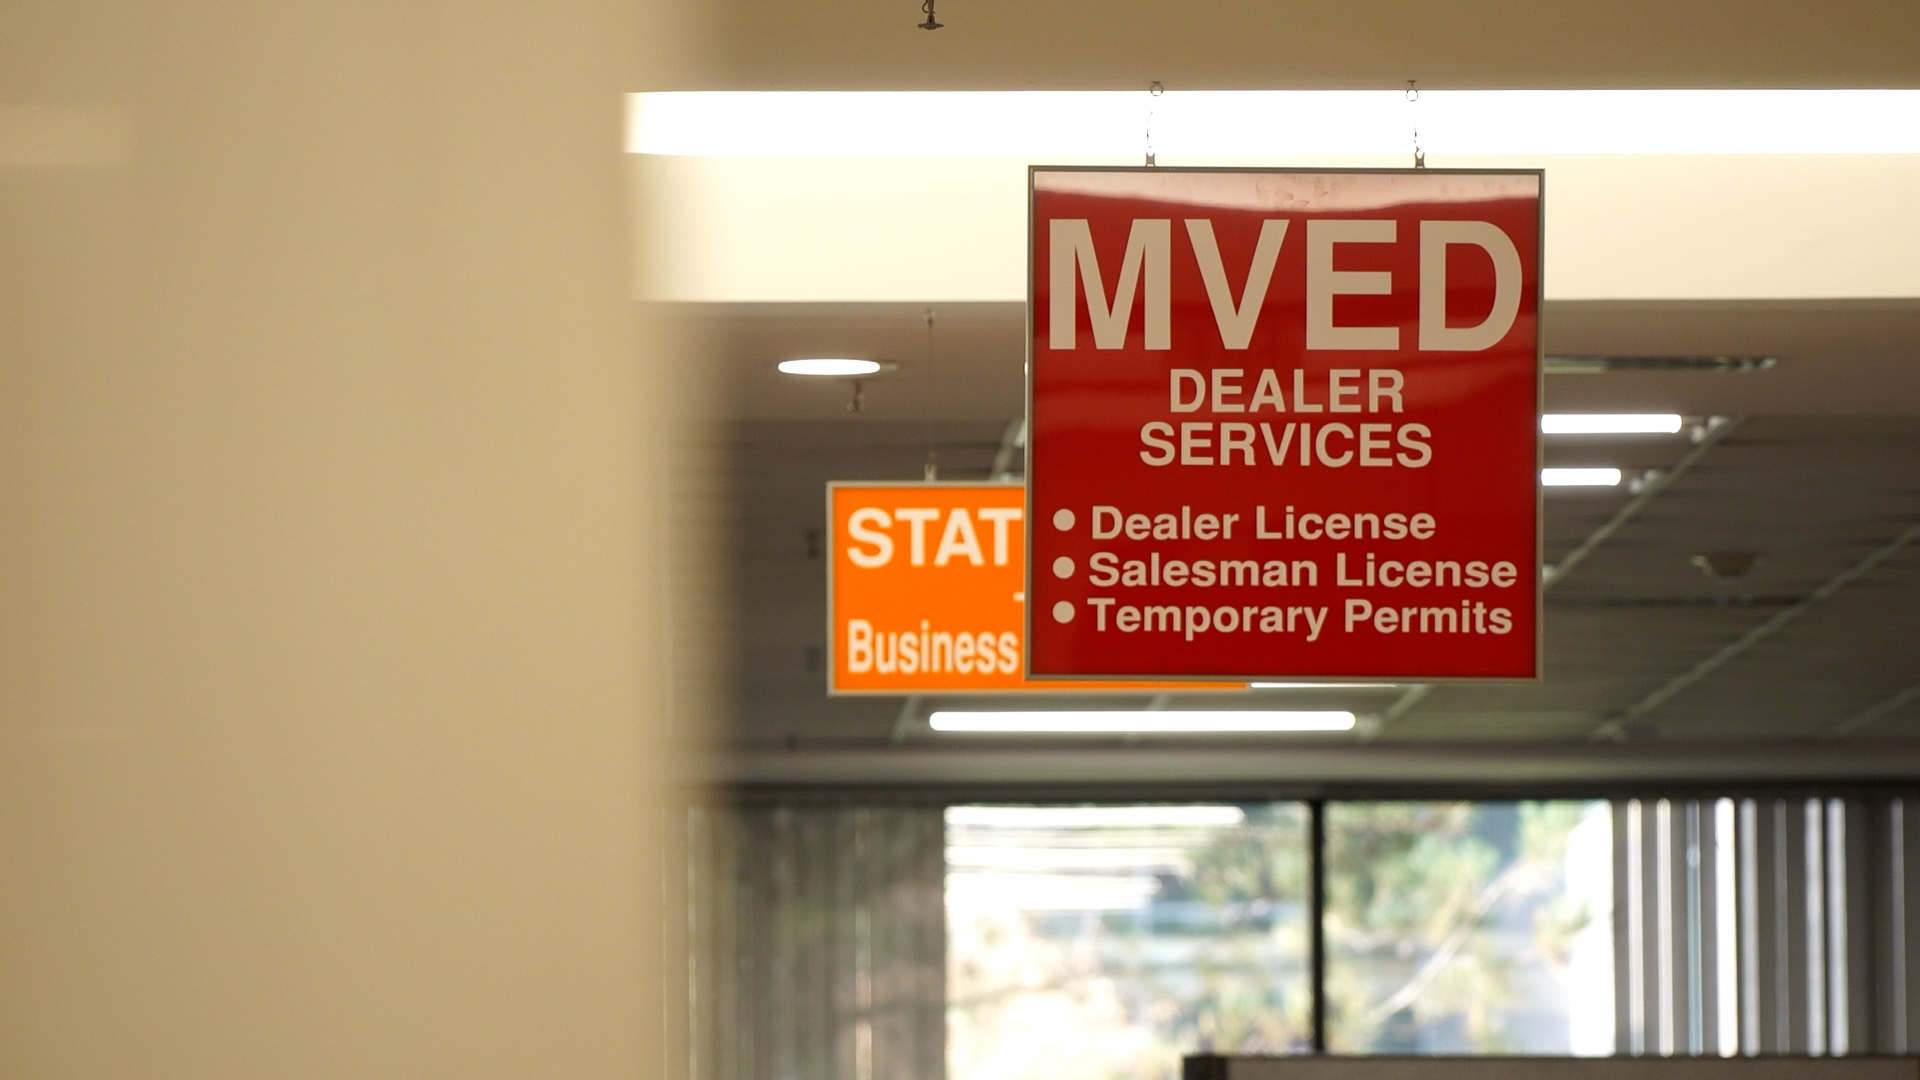 MVED
DEALER
SERVICES
• Dealer License
• Salesman License
• Temporary Permits
STAT
Business